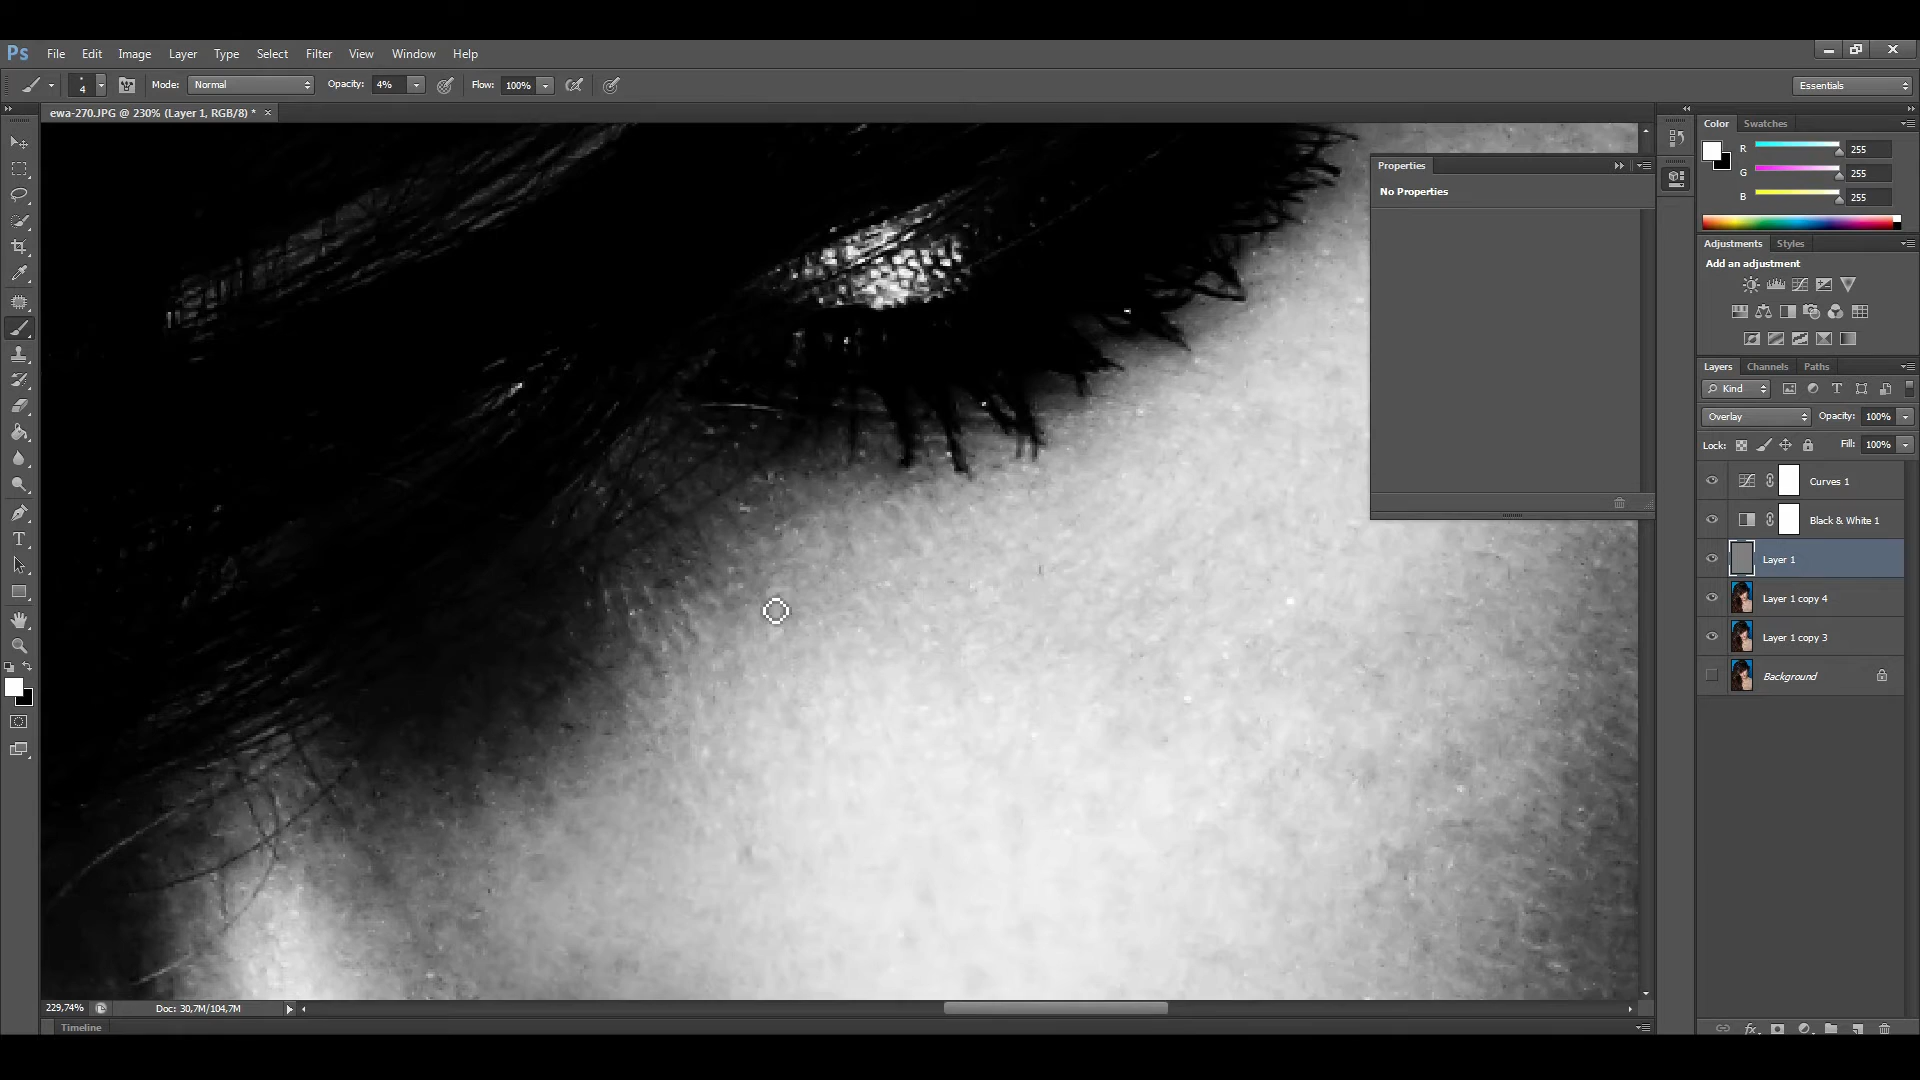 Ps File Edit Image Layer Type Select Filter View Window Help
4 Mode: Normal Opacity: 4% Flow: 100% Essentials
ewa-270.JPG @ 230% (Layer 1, RGB/8) * ×
Color Swatches
R 255
G 255
B 255
Properties
No Properties
Adjustments Styles
Add an adjustment
Layers Channels Paths
Kind
Overlay Opacity: 100%
Lock: Fill: 100%
Curves 1
Black & White 1
Layer 1
Layer 1 copy 4
Layer 1 copy 3
Background
229,74% Doc: 30,7M/104,7M
Timeline